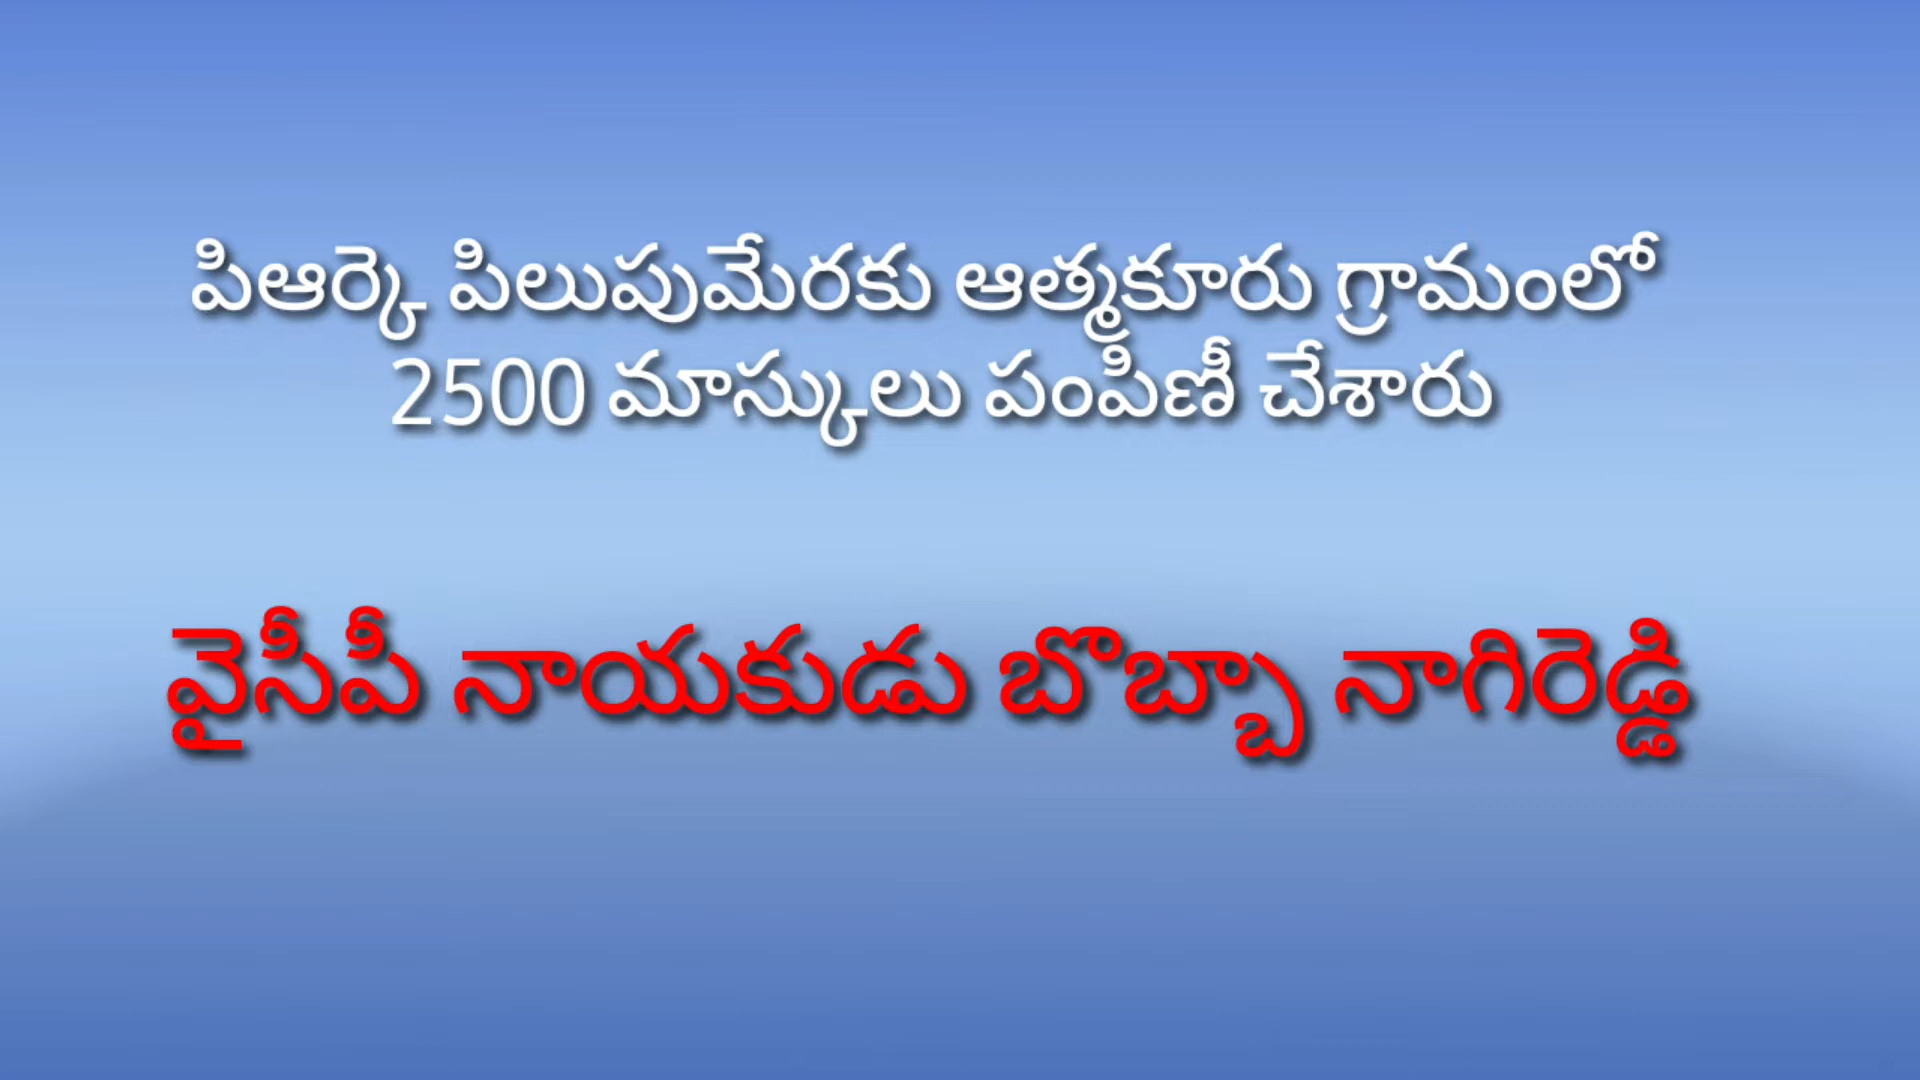 పిఆర్కె పిలుపుమేరకు ఆత్మకూరు గ్రామంలో
2500 మాస్కులు పంపిణీ చేశారు
వైసీపీ నాయకుడు బొబ్బా నాగిరెడ్డి